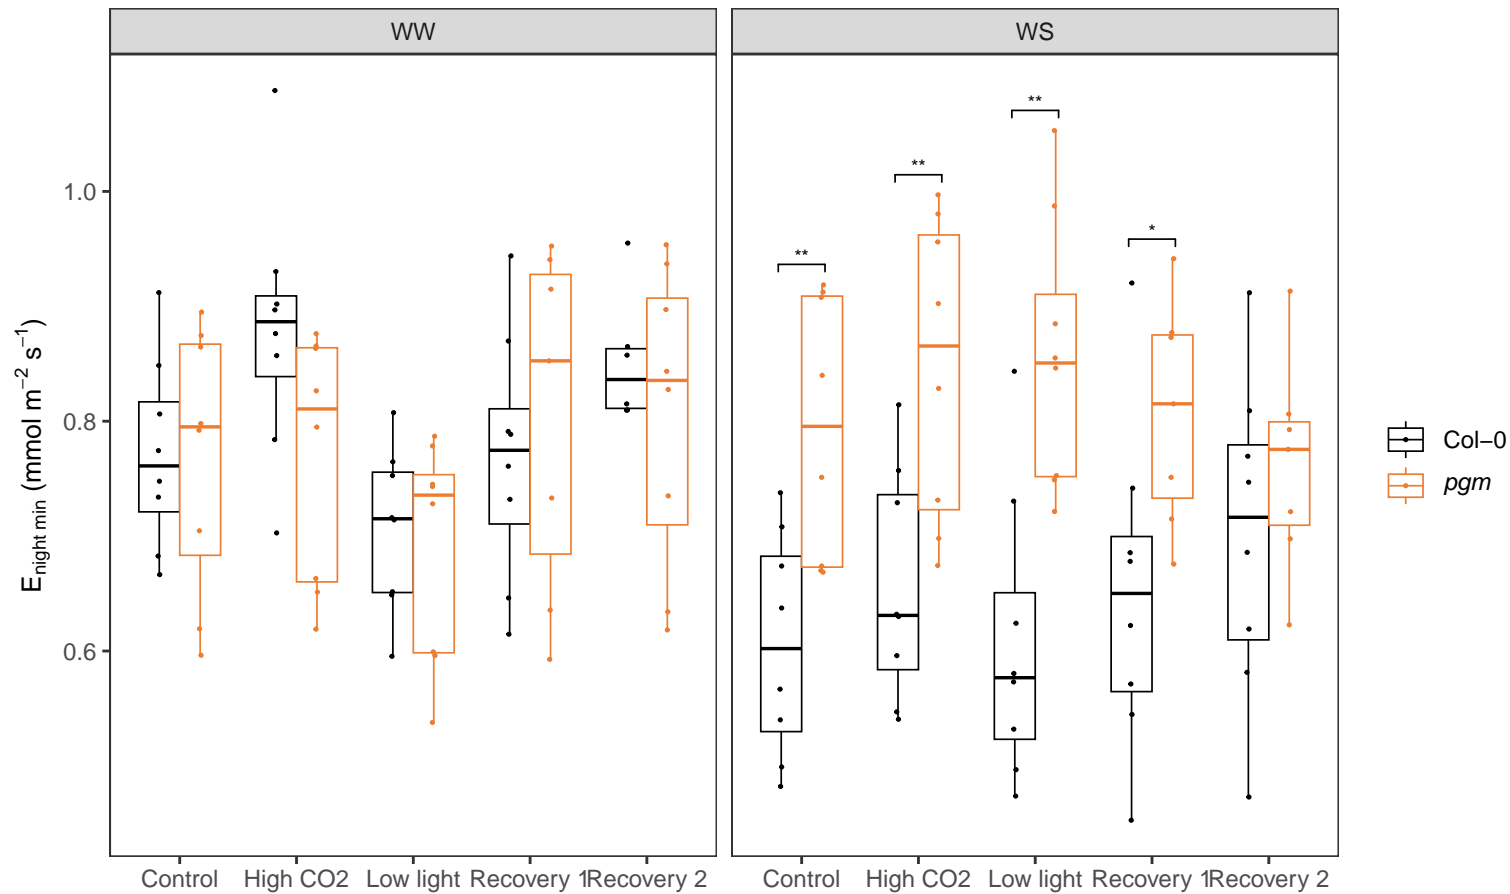 WW
WS
**
**
**
*
1.0
0.8
0.6
E night min (mmol m−2 s−1)
Col−0
pgm
Control High CO2 Low light Recovery 1 Recovery 2
Control High CO2 Low light Recovery 1 Recovery 2